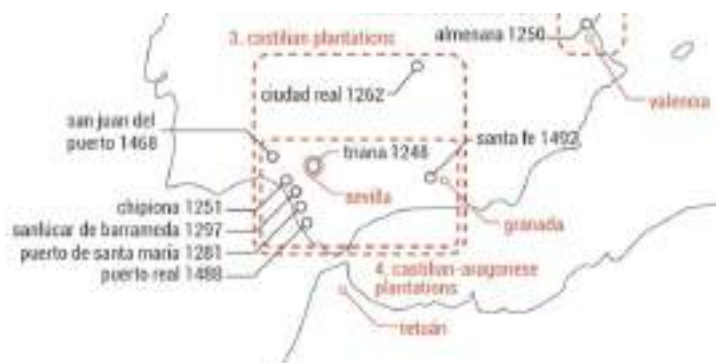 almenara 1250
3. castilian plantations
ciudad real 1262
valencia
san juan del
puerto 1468
triana 1248
santa fe 1492
sevilla
chipiona 1251
granada
sanlúcar de barrameda 1297
puerto de santa maría 1281
puerto real 1488
4. castilian-aragonese
plantations
tetuán